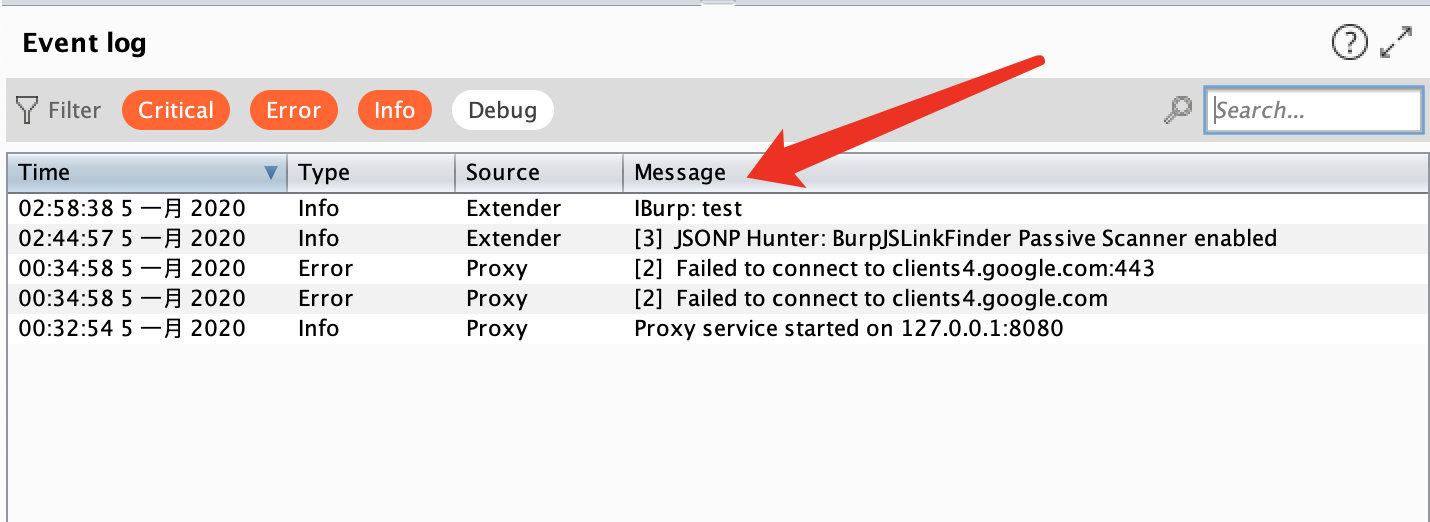 Event log
Filter Critical Error Info Debug Search...
Time Type Source Message
02:58:38 5 一月 2020 Info Extender IBurp: test
02:44:57 5 一月 2020 Info Extender [3] JSONP Hunter: BurpJSLinkFinder Passive Scanner enabled
00:34:58 5 一月 2020 Error Proxy [2] Failed to connect to clients4.google.com:443
00:34:58 5 一月 2020 Error Proxy [2] Failed to connect to clients4.google.com
00:32:54 5 一月 2020 Info Proxy Proxy service started on 127.0.0.1:8080